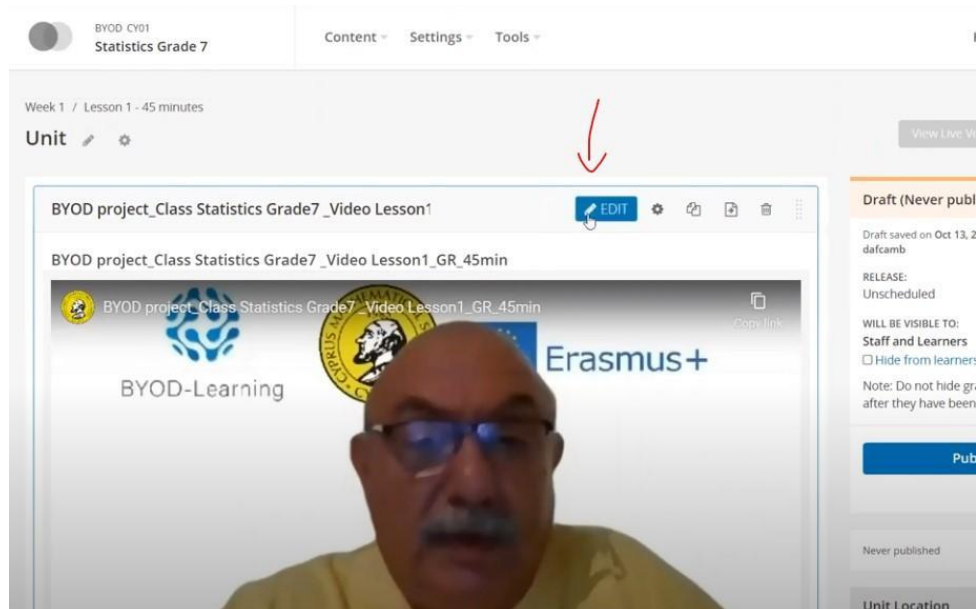 BYOD CY01
Statistics Grade 7
Content
Settings
Tools
Week 1 / Lesson 1 - 45 minutes
Unit
View Live Ve
BYOD project_Class Statistics Grade7 _Video Lesson1
EDIT
BYOD project_Class Statistics Grade7 _Video Lesson1_GR_45min
BYOD project_Class Statistics Grade7 _Video Lesson1_GR_45min
Copy link
BYOD-Learning
Erasmus+
Draft (Never publ
Draft saved on Oct 13, 2
dafcamb
RELEASE:
Unscheduled
WILL BE VISIBLE TO:
Staff and Learners
Hide from learners
Note: Do not hide gra
after they have been
Pub
Never published
Unit Location